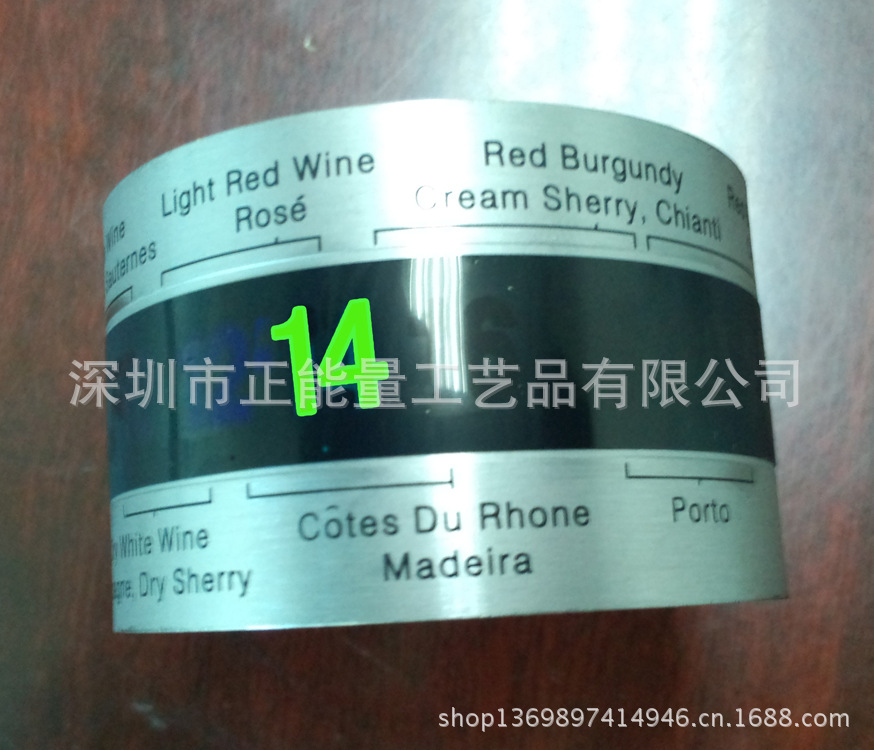 Light Red Wine
Rosé
Red Burgundy
Cream Sherry, Chianti
Wine
Sauternes
14
深圳市正能量工艺品有限公司
White Wine
Dry Sherry
Côtes Du Rhone
Madeira
Porto
shop1369897414946.cn.1688.com